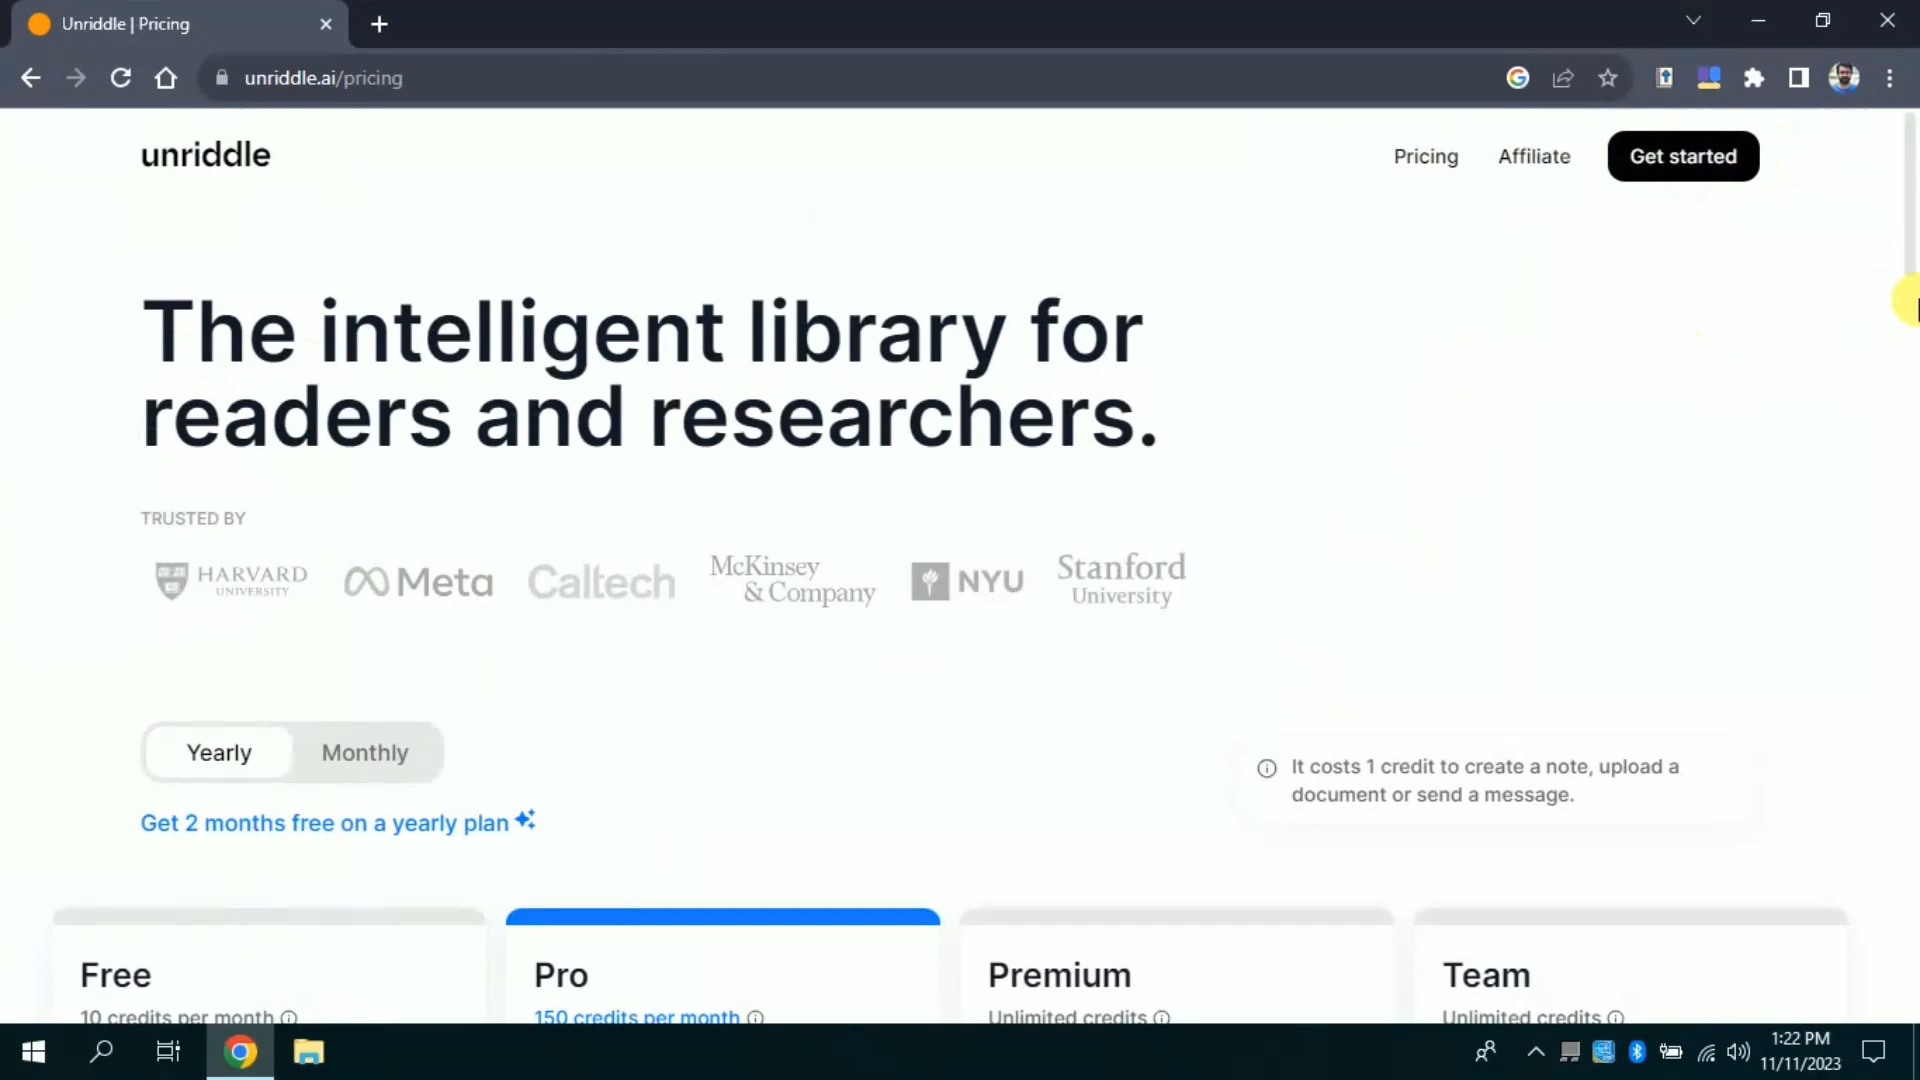 Unriddle | Pricing
unriddle.ai/pricing
unriddle
Pricing
Affiliate
Get started
The intelligent library for
readers and researchers.
TRUSTED BY
HARVARD
UNIVERSITY
Meta
Caltech
McKinsey
& Company
NYU
Stanford
University
Yearly
Monthly
It costs 1 credit to create a note, upload a
document or send a message.
Get 2 months free on a yearly plan
Free
10 credits per month
Pro
150 credits per month
Premium
Unlimited credits
Team
Unlimited credits
1:22 PM
11/11/2023